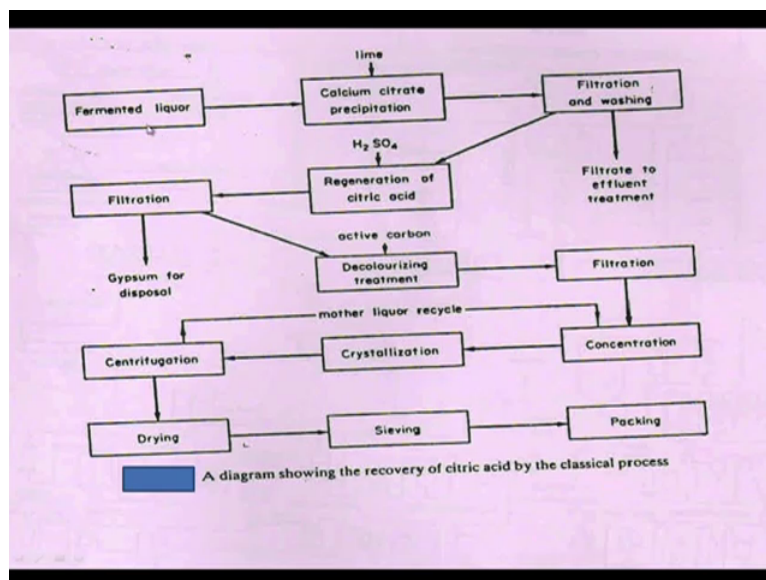 lime
Fermented liquor
Calcium citrate
precipitation
Filtration
and washing
H₂ SO₄
Filtrate to
effluent
treatment
Regeneration of
citric acid
Filtration
active carbon
Gypsum for
disposal
Decolourizing
treatment
Filtration
mother liquor recycle
Centrifugation
Crystallization
Concentration
Drying
Sieving
Packing
A diagram showing the recovery of citric acid by the classical process